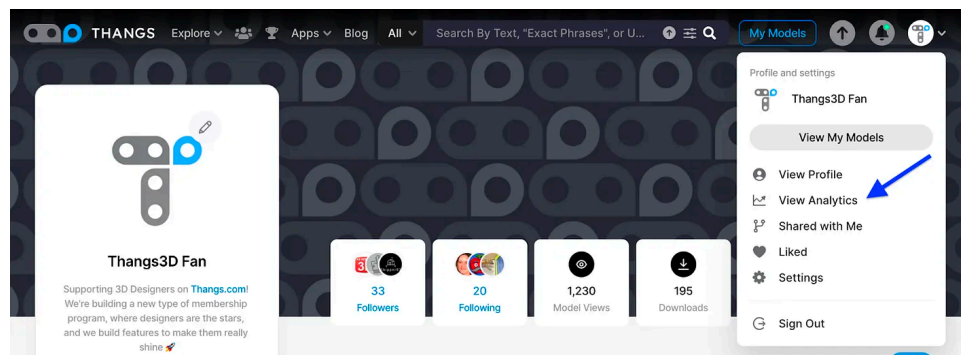 THANGS Explore Apps Blog All Search By Text, "Exact Phrases", or U... My Models
Profile and settings
Thangs3D Fan
View My Models
View Profile
View Analytics
Shared with Me
Liked
Settings
Sign Out
Thangs3D Fan
Supporting 3D Designers on Thangs.com!
We're building a new type of membership
program, where designers are the stars,
and we build features to make them really
shine 🚀
33
Followers
20
Following
1,230
Model Views
195
Downloads